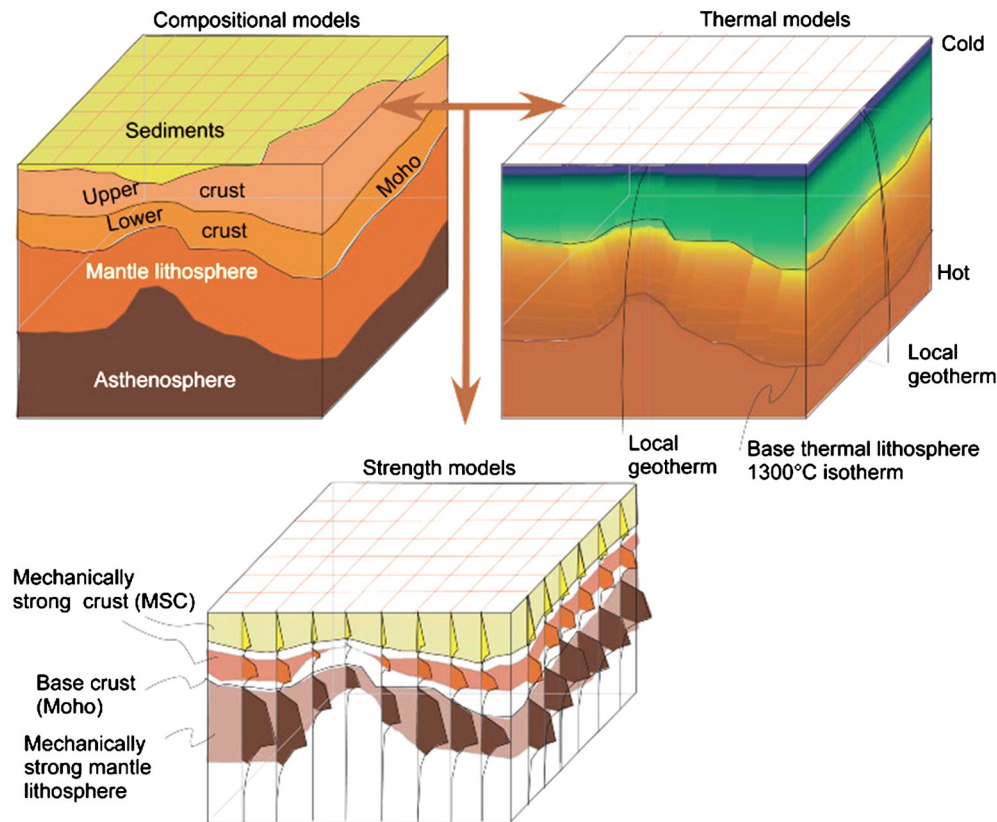 Compositional models
Thermal models
Cold
Sediments
Upper crust
Moho
Lower crust
Mantle lithosphere
Hot
Asthenosphere
Local
geotherm
Local
geotherm
Base thermal lithosphere
1300°C isotherm
Strength models
Mechanically
strong crust (MSC)
Base crust
(Moho)
Mechanically
strong mantle
lithosphere